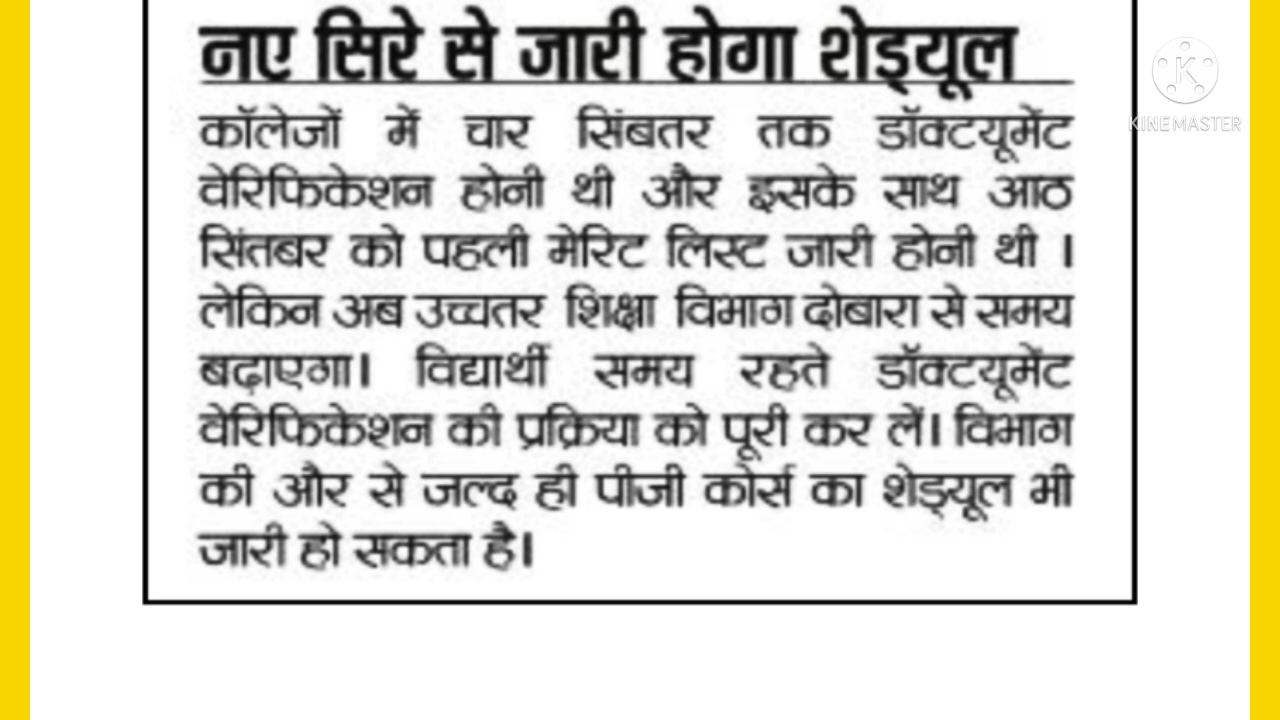 नए सिरे से जारी होगा शेड्यूल
कॉलेजों में चार सिंबतर तक डॉक्टयूमेंट
वेरिफिकेशन होनी थी और इसके साथ आठ
सिंतबर को पहली मेरिट लिस्ट जारी होनी थी ।
लेकिन अब उच्चतर शिक्षा विभाग दोबारा से समय
बढ़ाएगा। विद्यार्थी समय रहते डॉक्टयूमेंट
वेरिफिकेशन की प्रक्रिया को पूरी कर लें। विभाग
की और से जल्द ही पीजी कोर्स का शेड्यूल भी
जारी हो सकता है।
K
KINEMASTER